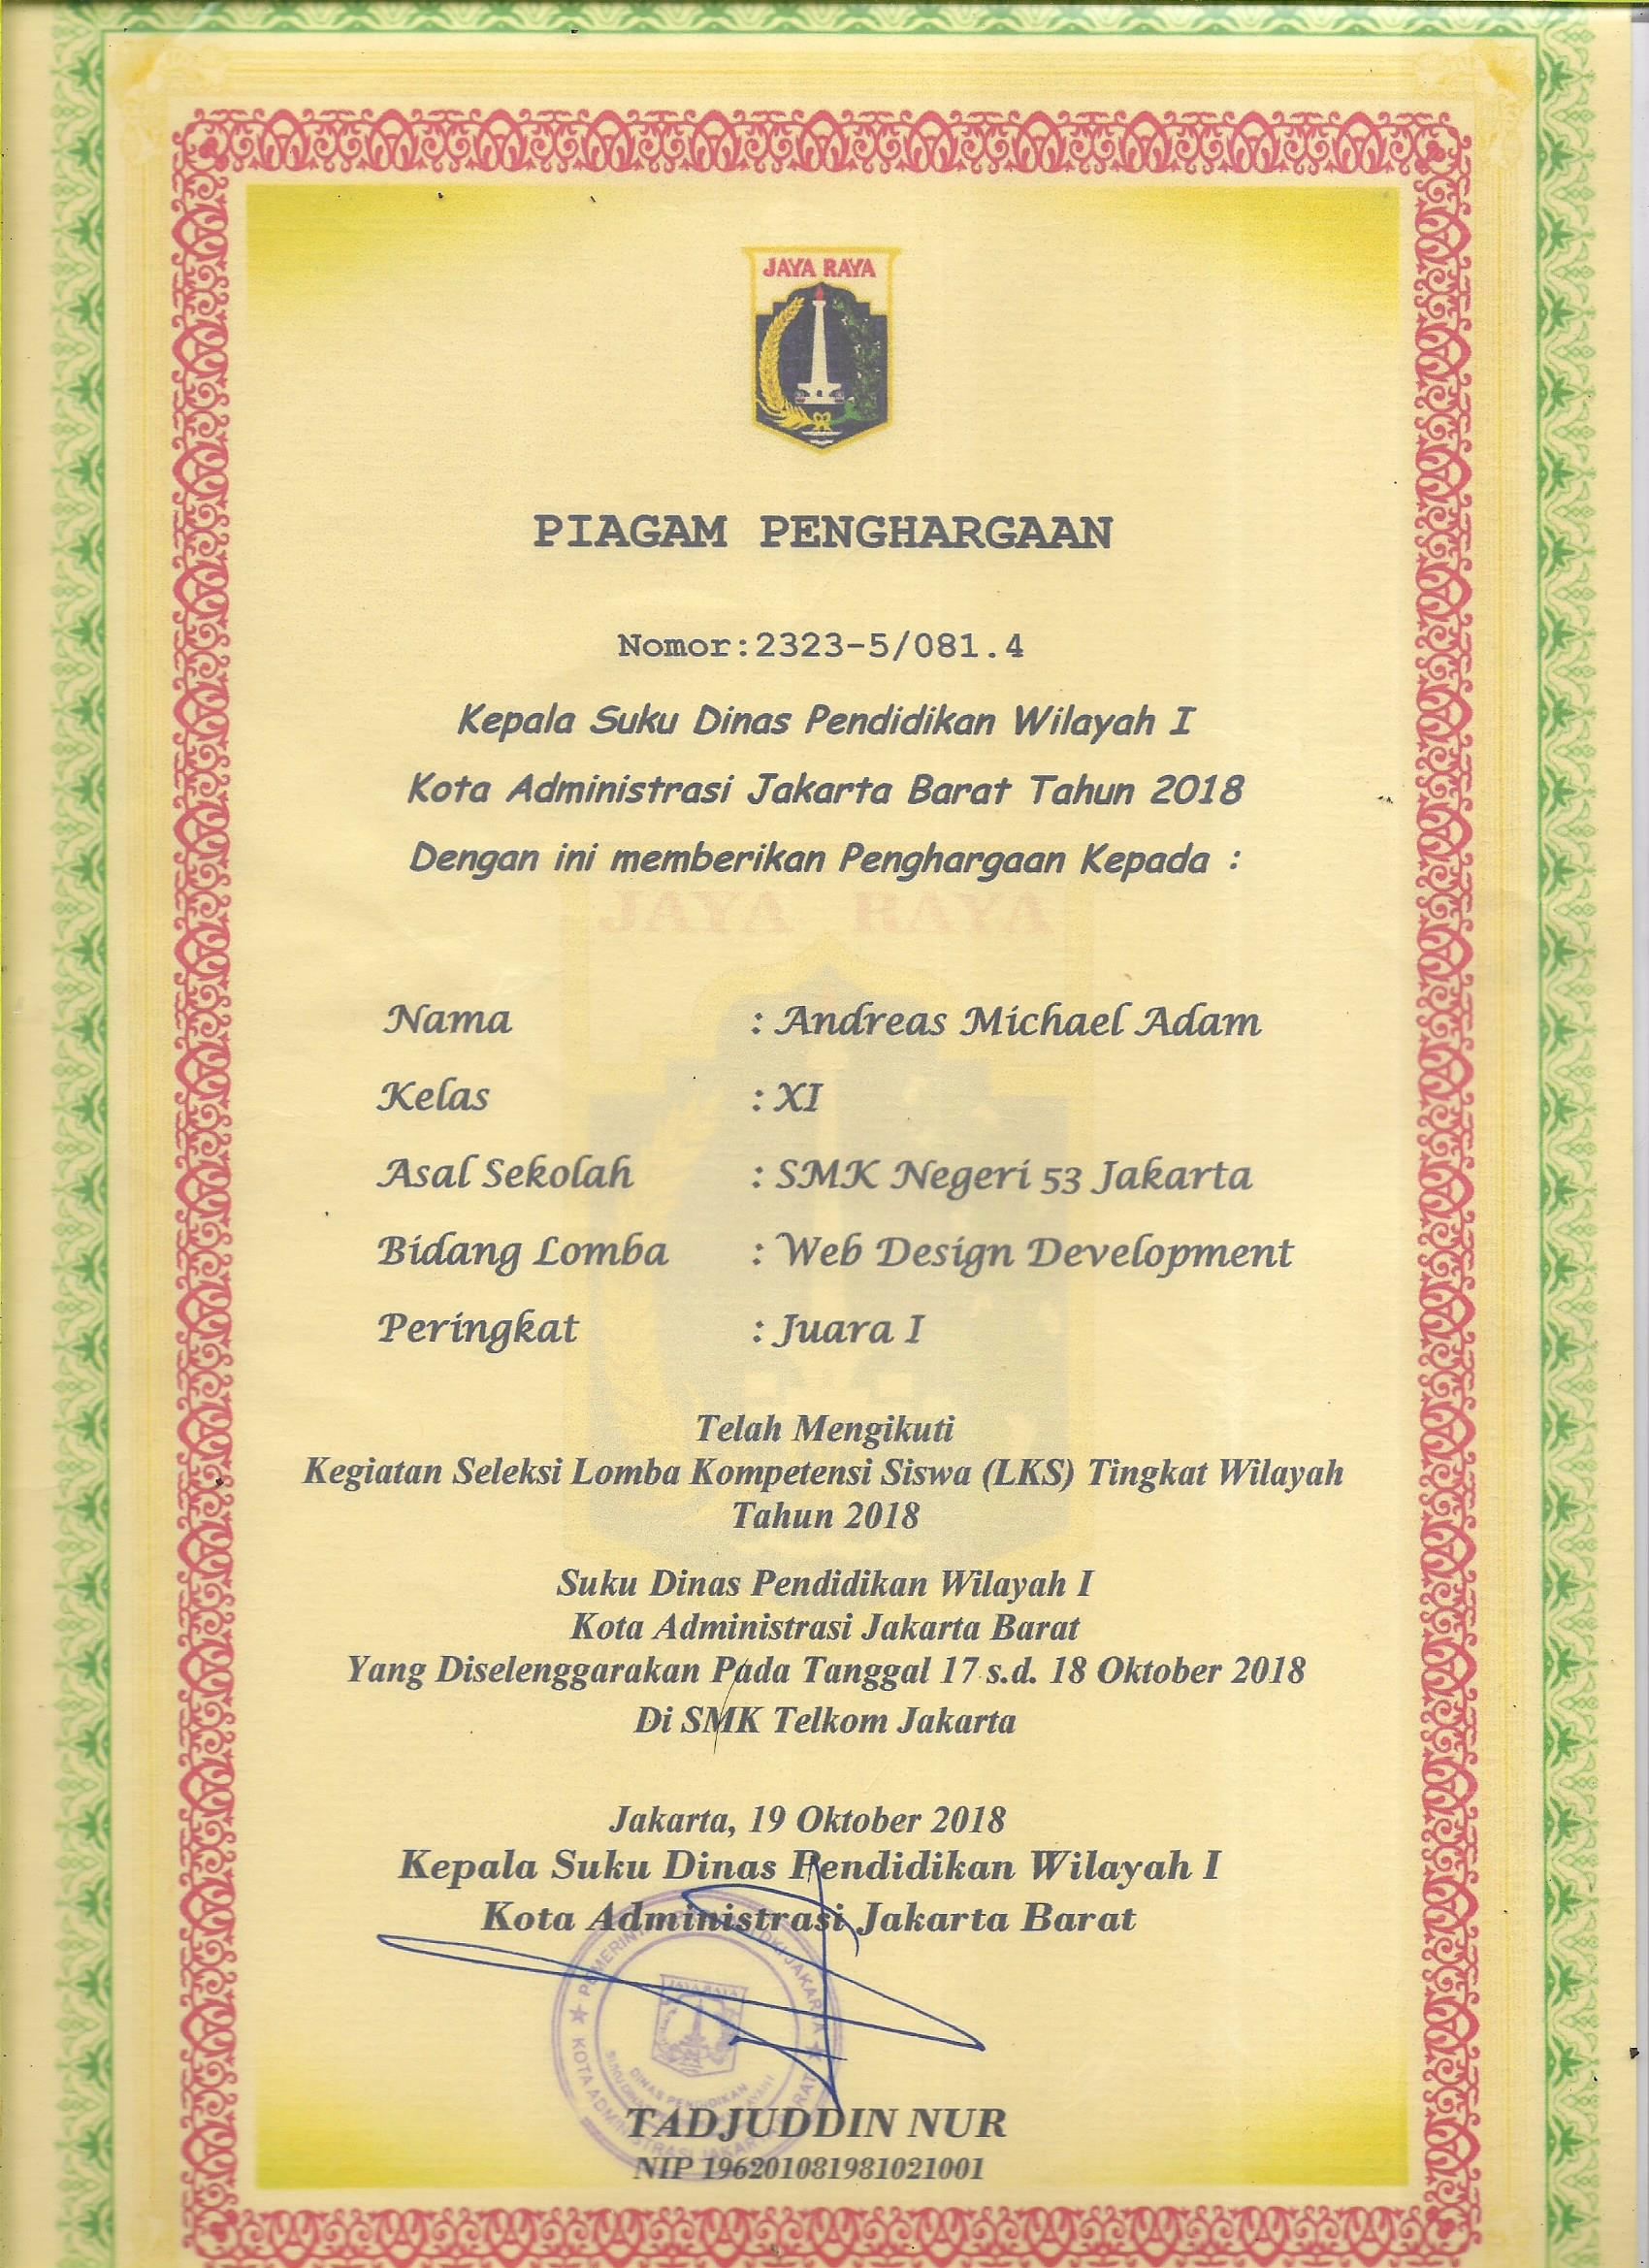 JAYA RAYA
PIAGAM PENGHARGAAN
Nomor:2323-5/081.4
Kepala Suku Dinas Pendidikan Wilayah I
Kota Administrasi Jakarta Barat Tahun 2018
Dengan ini memberikan Penghargaan Kepada :
JAYA RAYA
Nama : Andreas Michael Adam
Kelas : XI
Asal Sekolah : SMK Negeri 53 Jakarta
Bidang Lomba : Web Design Development
Peringkat : Juara I
Telah Mengikuti
Kegiatan Seleksi Lomba Kompetensi Siswa (LKS) Tingkat Wilayah
Tahun 2018
Suku Dinas Pendidikan Wilayah I
Kota Administrasi Jakarta Barat
Yang Diselenggarakan Pada Tanggal 17 s.d. 18 Oktober 2018
Di SMK Telkom Jakarta
Jakarta, 19 Oktober 2018
Kepala Suku Dinas Pendidikan Wilayah I
Kota Administrasi Jakarta Barat
DKI JAKARTA
JAYA RAYA
DINAS PENDIDIKAN
KOTA ADMINISTRASI JAKARTA BARAT
TADJUDDIN NUR
NIP 196201081981021001